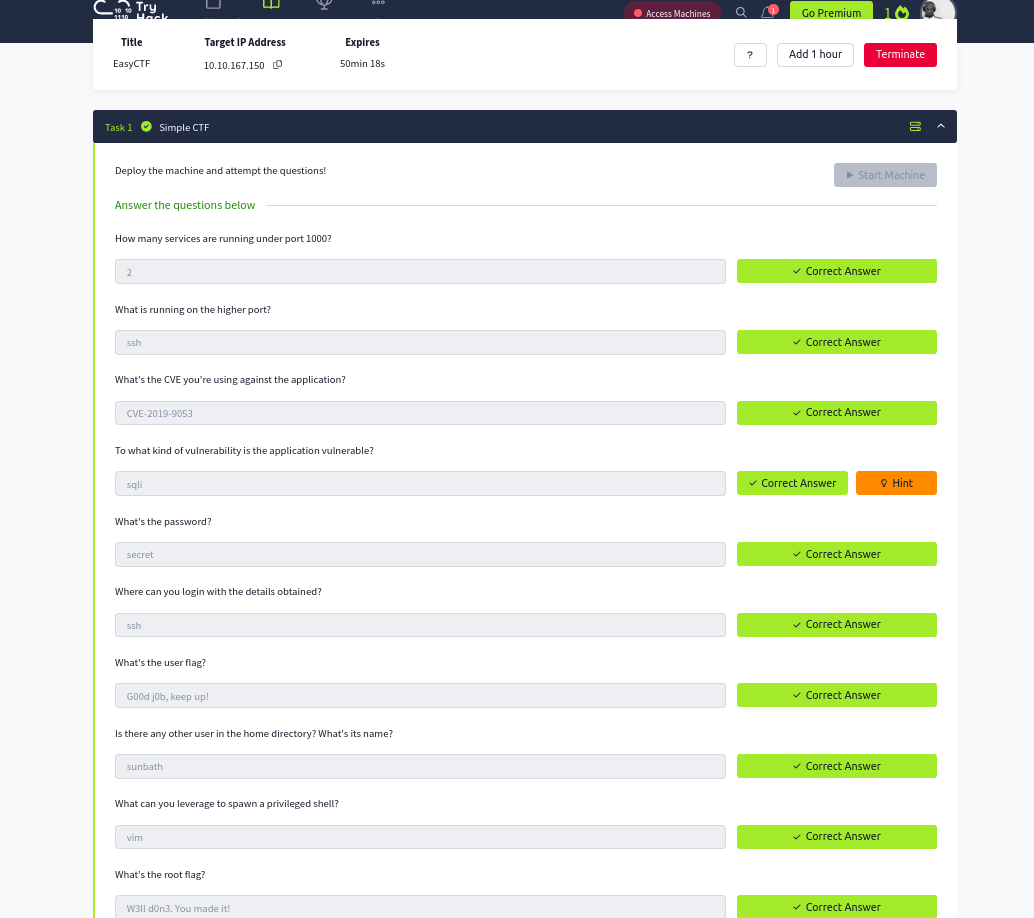 Try
Hack
10 10
1110
Access Machines
1
Go Premium
1
Title Target IP Address Expires
EasyCTF 10.10.167.150 50min 18s
? Add 1 hour Terminate
Task 1 Simple CTF
Deploy the machine and attempt the questions!
Start Machine
Answer the questions below
How many services are running under port 1000?
2 Correct Answer
What is running on the higher port?
ssh Correct Answer
What's the CVE you're using against the application?
CVE-2019-9053 Correct Answer
To what kind of vulnerability is the application vulnerable?
sqli Correct Answer Hint
What's the password?
secret Correct Answer
Where can you login with the details obtained?
ssh Correct Answer
What's the user flag?
G00d j0b, keep up! Correct Answer
Is there any other user in the home directory? What's its name?
sunbath Correct Answer
What can you leverage to spawn a privileged shell?
vim Correct Answer
What's the root flag?
W3ll d0n3. You made it! Correct Answer